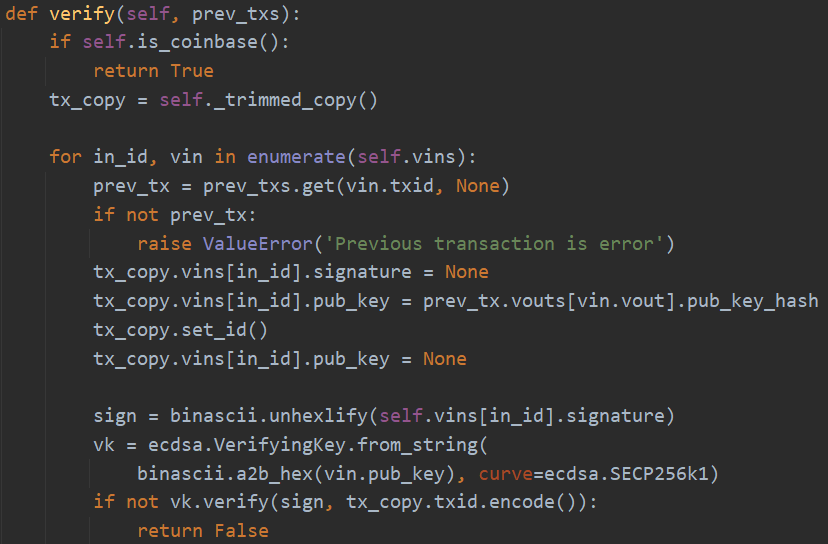 def verify(self, prev_txs):
    if self.is_coinbase():
        return True
    tx_copy = self._trimmed_copy()

    for in_id, vin in enumerate(self.vins):
        prev_tx = prev_txs.get(vin.txid, None)
        if not prev_tx:
            raise ValueError('Previous transaction is error')
        tx_copy.vins[in_id].signature = None
        tx_copy.vins[in_id].pub_key = prev_tx.vouts[vin.vout].pub_key_hash
        tx_copy.set_id()
        tx_copy.vins[in_id].pub_key = None

        sign = binascii.unhexlify(self.vins[in_id].signature)
        vk = ecdsa.VerifyingKey.from_string(
            binascii.a2b_hex(vin.pub_key), curve=ecdsa.SECP256k1)
        if not vk.verify(sign, tx_copy.txid.encode()):
            return False